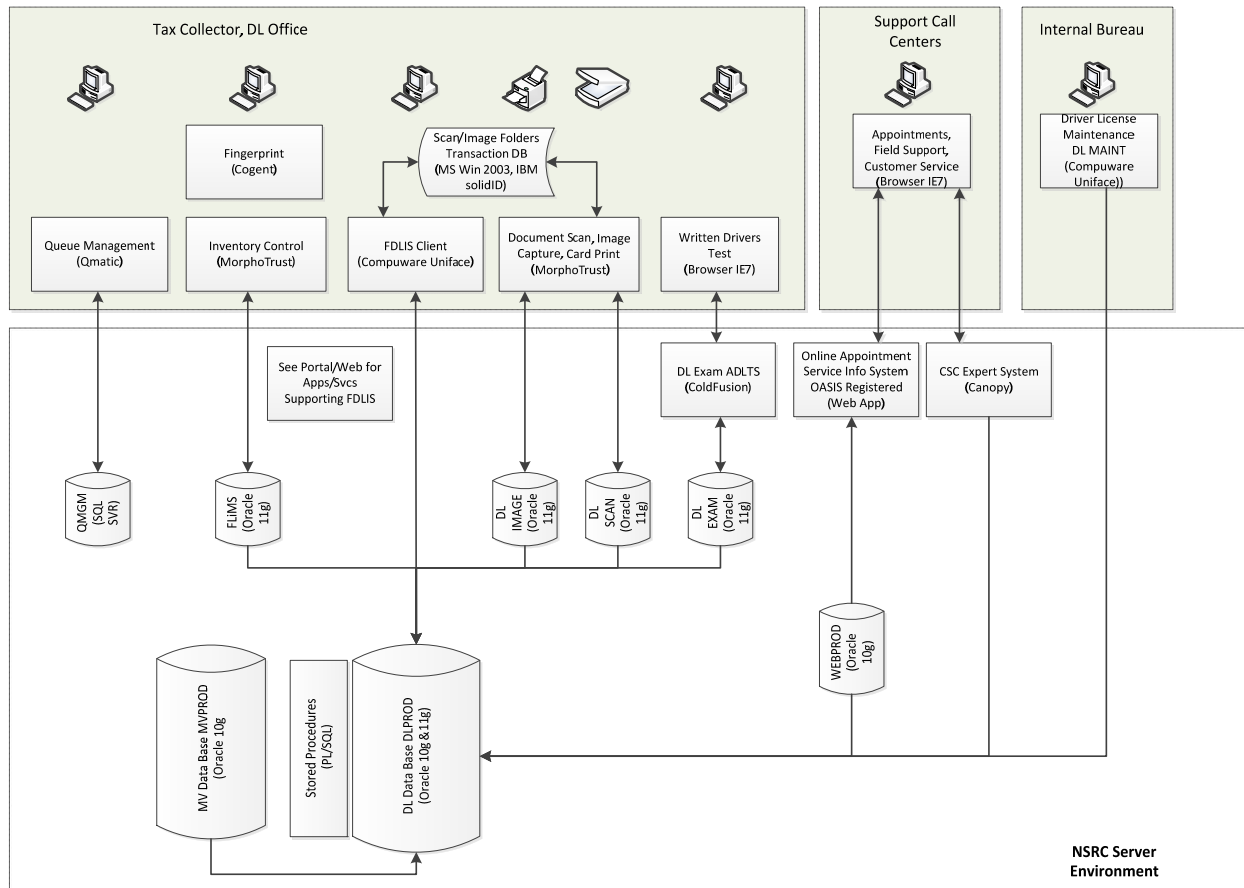 Tax Collector, DL Office
Support Call
Centers
Internal Bureau
Fingerprint
(Cogent)
Scan/Image Folders
Transaction DB
(MS Win 2003, IBM
solidID)
Appointments,
Field Support,
Customer Service
(Browser IE7)
Driver License
Maintenance
DL MAINT
(Compuware
Uniface))
Queue Management
(Qmatic)
Inventory Control
(MorphoTrust)
FDLIS Client
(Compuware Uniface)
Document Scan, Image
Capture, Card Print
(MorphoTrust)
Written Drivers
Test
(Browser IE7)
See Portal/Web for
Apps/Svcs
Supporting FDLIS
DL Exam ADLTS
(ColdFusion)
Online Appointment
Service Info System
OASIS Registered
(Web App)
CSC Expert System
(Canopy)
QMGM
(SQL
SVR)
FLiMS
(Oracle
11g)
DL
IMAGE
(Oracle
11g)
DL
SCAN
(Oracle
11g)
DL
EXAM
(Oracle
11g)
WEBPROD
(Oracle
10g)
MV Data Base MVPROD
(Oracle 10g
Stored Procedures
(PL/SQL)
DL Data Base DLPROD
(Oracle 10g &11g)
NSRC Server
Environment